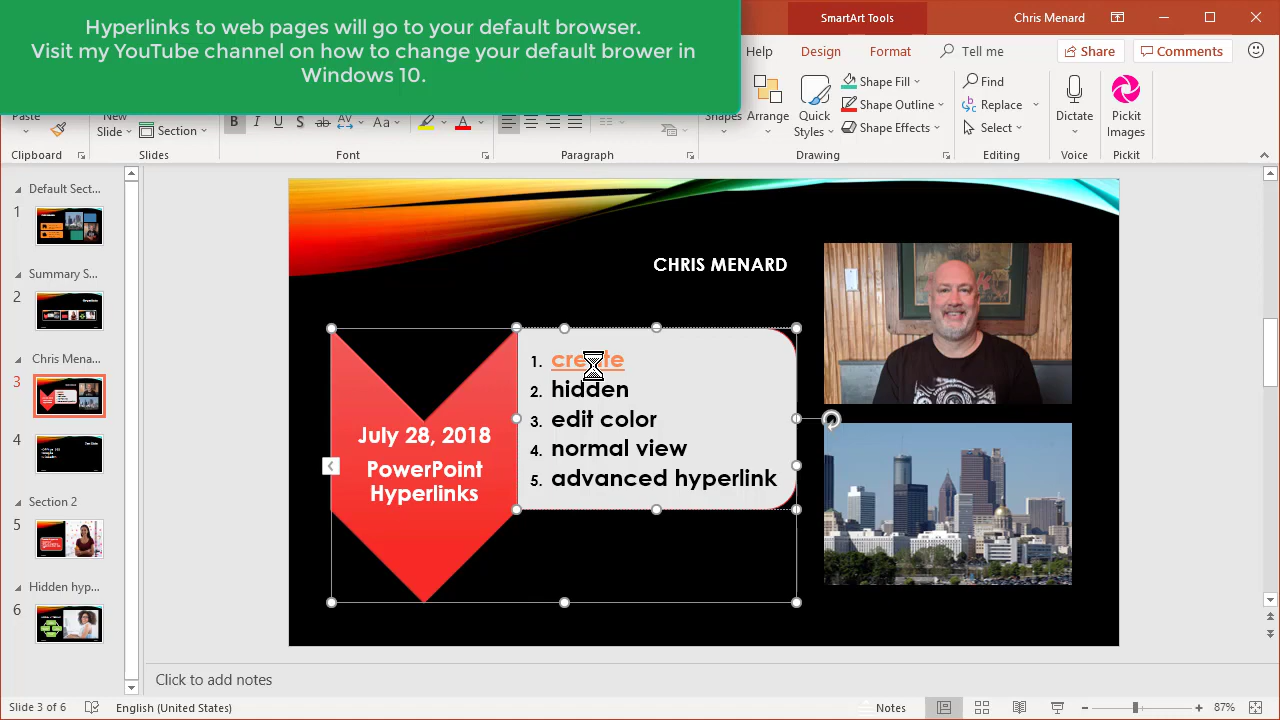 Hyperlinks to web pages will go to your default browser.
Visit my YouTube channel on how to change your default brower in
Windows 10.
SmartArt Tools
Chris Menard
Help
Design
Format
Tell me
Share
Comments
Paste
New
Slide
Section
B I U S ab AV Aa A
Shapes
Arrange
Quick
Styles
Shape Fill
Shape Outline
Shape Effects
Find
Replace
Select
Dictate
Pickit
Images
Clipboard
Slides
Font
Paragraph
Drawing
Editing
Voice
Pickit
Default Sect...
1
Summary S...
2
Chris Mena...
3
4
Section 2
5
Hidden hyp...
6
CHRIS MENARD
July 28, 2018
PowerPoint
Hyperlinks
1. create
2. hidden
3. edit color
4. normal view
5. advanced hyperlink
Click to add notes
Slide 3 of 6
English (United States)
Notes
87%